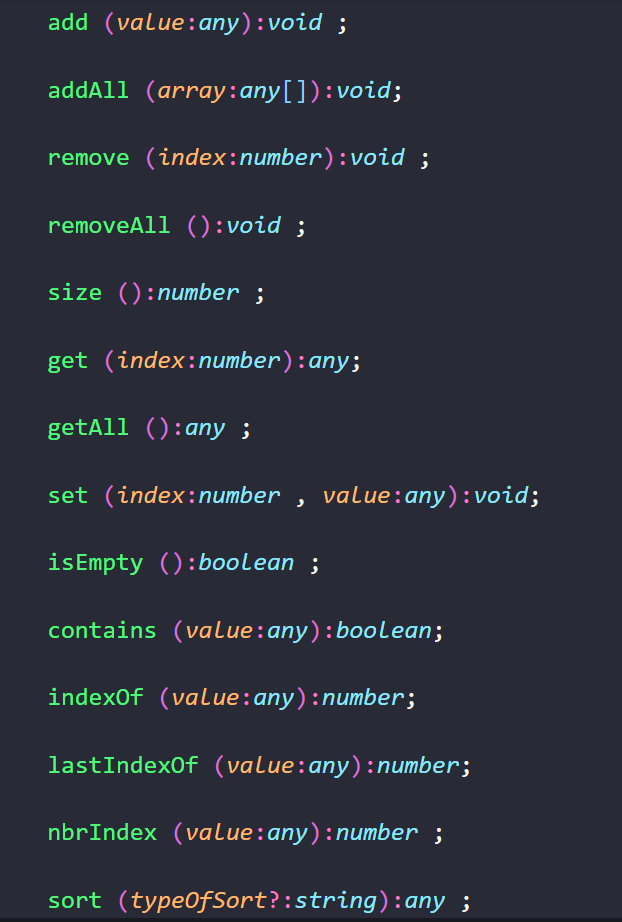 add (value:any):void ;
addAll (array:any[]):void;
remove (index:number):void ;
removeAll ():void ;
size ():number ;
get (index:number):any;
getAll ():any ;
set (index:number , value:any):void;
isEmpty ():boolean ;
contains (value:any):boolean;
indexOf (value:any):number;
lastIndexOf (value:any):number;
nbrIndex (value:any):number ;
sort (typeOfSort?:string):any ;